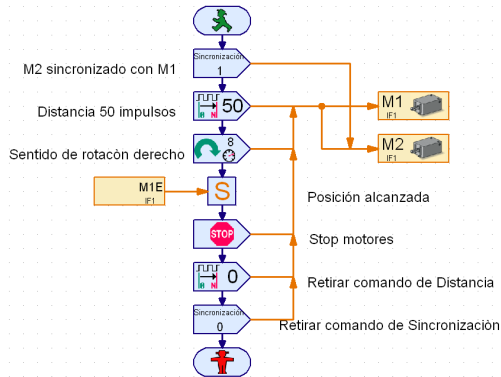 Sincronización
1
M2 sincronizado con M1
50
M1
IF1
Distancia 50 impulsos
8
M2
IF1
Sentido de rotacòn derecho
M1E
IF1
S
Posición alcanzada
STOP
Stop motores
0
Retirar comando de Distancia
Sincronización
0
Retirar comando de Sincronizaciòn